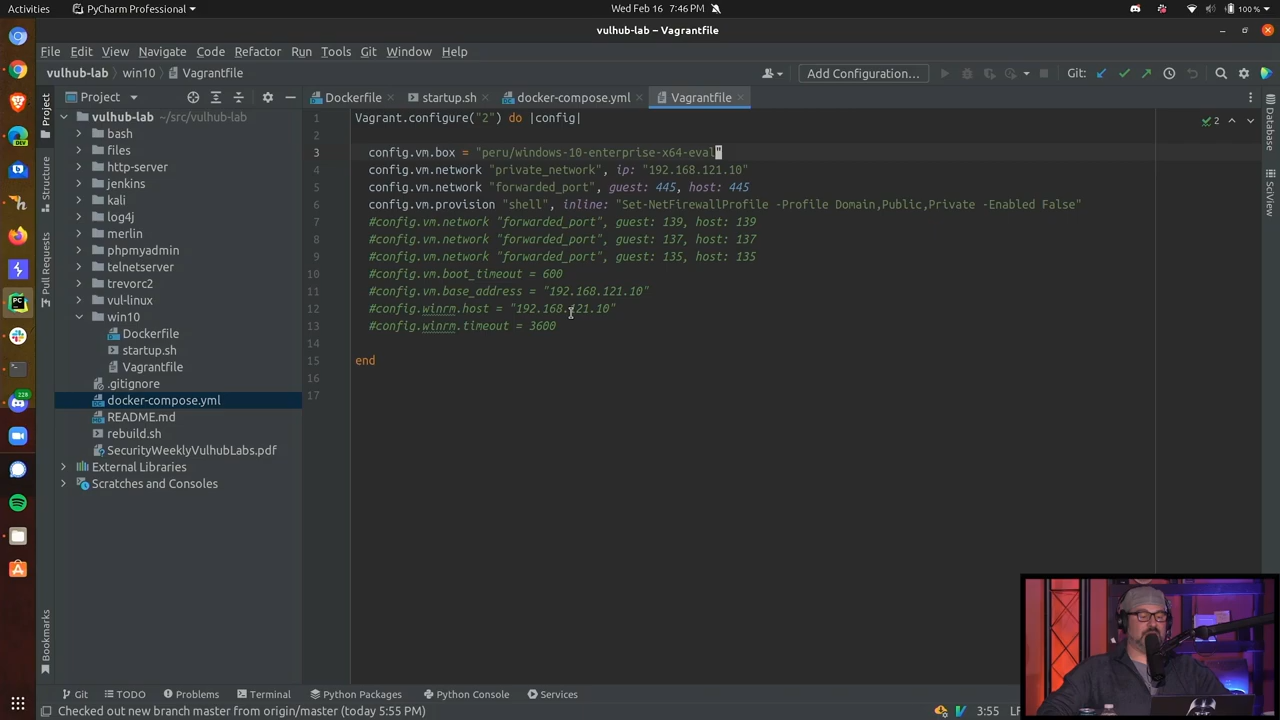 Activities
PyCharm Professional
Wed Feb 16 7:46 PM
100 %
vulhub-lab – Vagrantfile
File Edit View Navigate Code Refactor Run Tools Git Window Help
vulhub-lab win10 Vagrantfile
Add Configuration...
Git:
Project
Dockerfile
startup.sh
docker-compose.yml
Vagrantfile
Project
Structure
Pull Requests
Bookmarks
vulhub-lab ~/src/vulhub-lab
bash
files
http-server
jenkins
kali
log4j
merlin
phpmyadmin
telnetserver
trevorc2
vul-linux
win10
Dockerfile
startup.sh
Vagrantfile
.gitignore
docker-compose.yml
README.md
rebuild.sh
SecurityWeeklyVulhubLabs.pdf
External Libraries
Scratches and Consoles
228
1 Vagrant.configure("2") do |config|
2
3 config.vm.box = "peru/windows-10-enterprise-x64-eval"
4 config.vm.network "private_network", ip: "192.168.121.10"
5 config.vm.network "forwarded_port", guest: 445, host: 445
6 config.vm.provision "shell", inline: "Set-NetFirewallProfile -Profile Domain,Public,Private -Enabled False"
7 #config.vm.network "forwarded_port", guest: 139, host: 139
8 #config.vm.network "forwarded_port", guest: 137, host: 137
9 #config.vm.network "forwarded_port", guest: 135, host: 135
10 #config.vm.boot_timeout = 600
11 #config.vm.base_address = "192.168.121.10"
12 #config.winrm.host = "192.168.121.10"
13 #config.winrm.timeout = 3600
14
15 end
16
17
2
Database
SciView
Git TODO Problems Terminal Python Packages Python Console Services
Checked out new branch master from origin/master (today 5:55 PM)
3:55